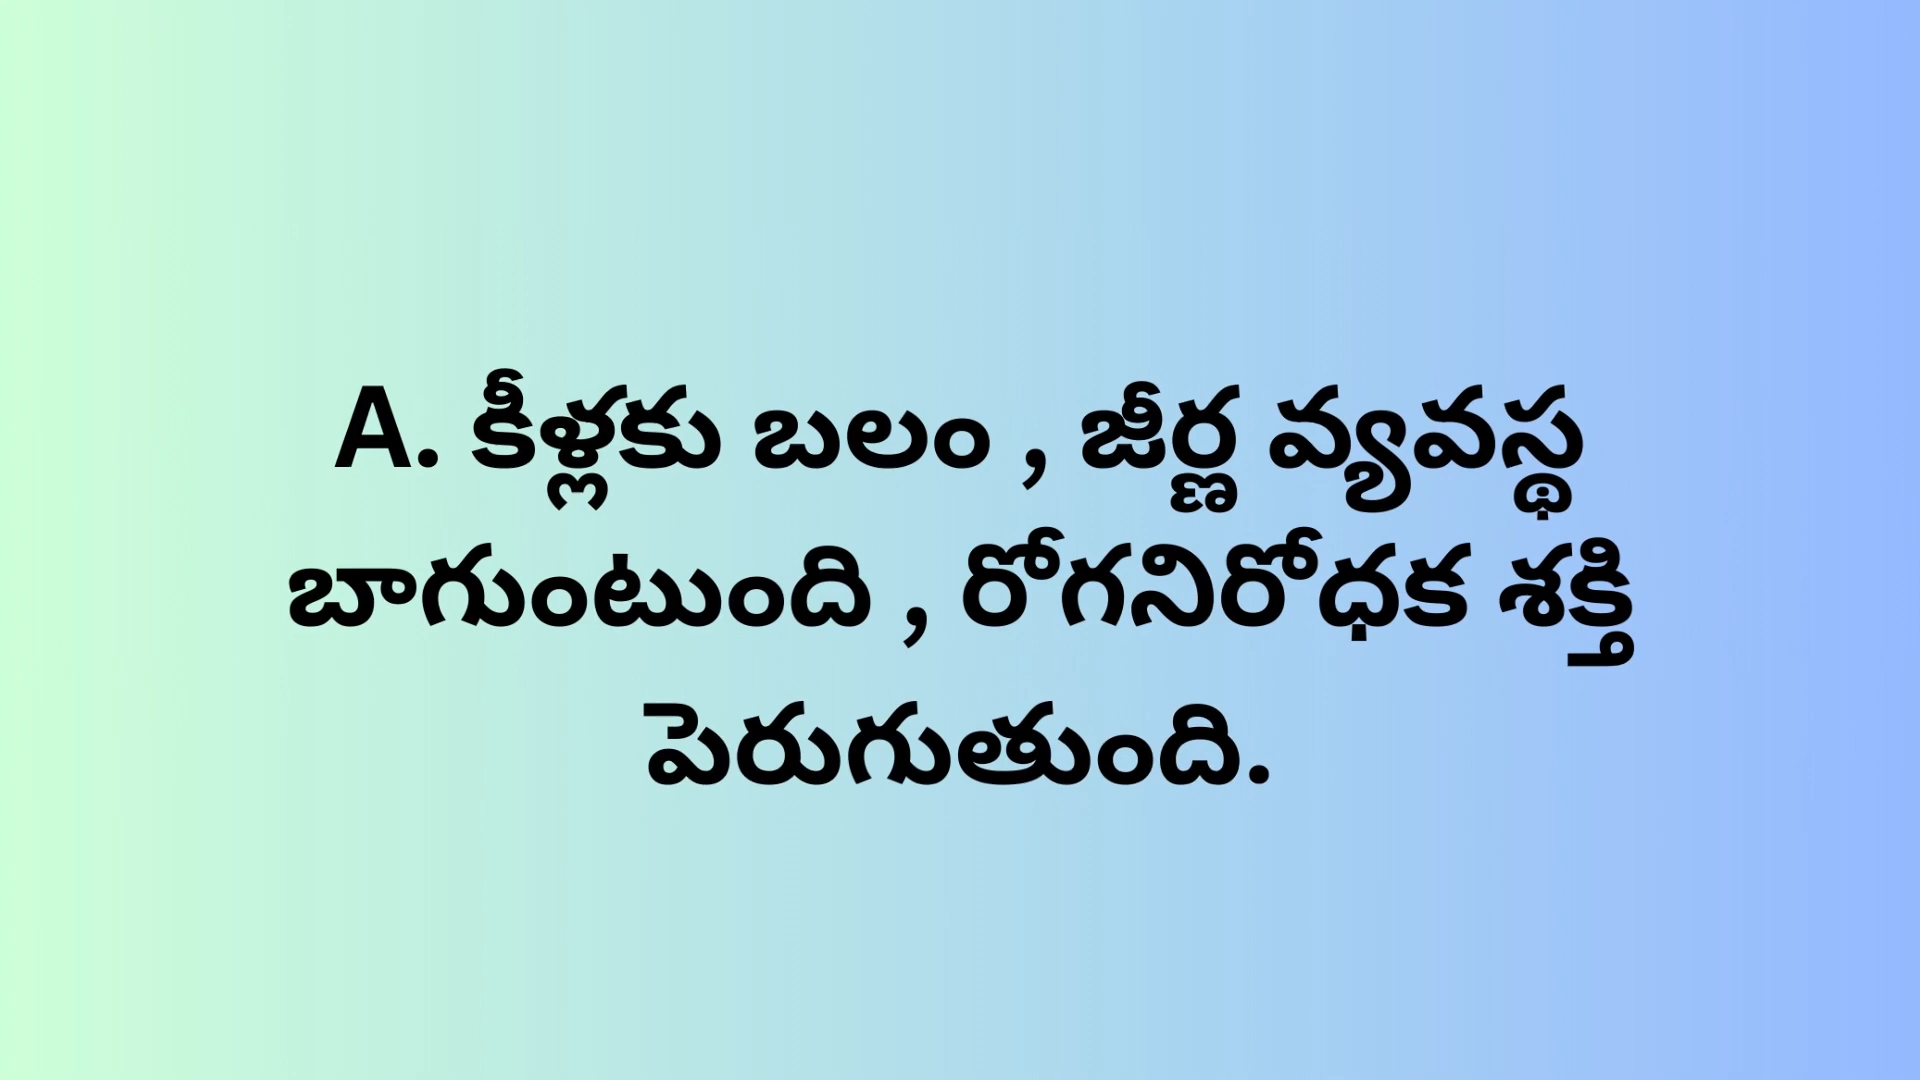 A. కీళ్లకు బలం , జీర్ణ వ్యవస్థ
బాగుంటుంది , రోగనిరోధక శక్తి
పెరుగుతుంది.